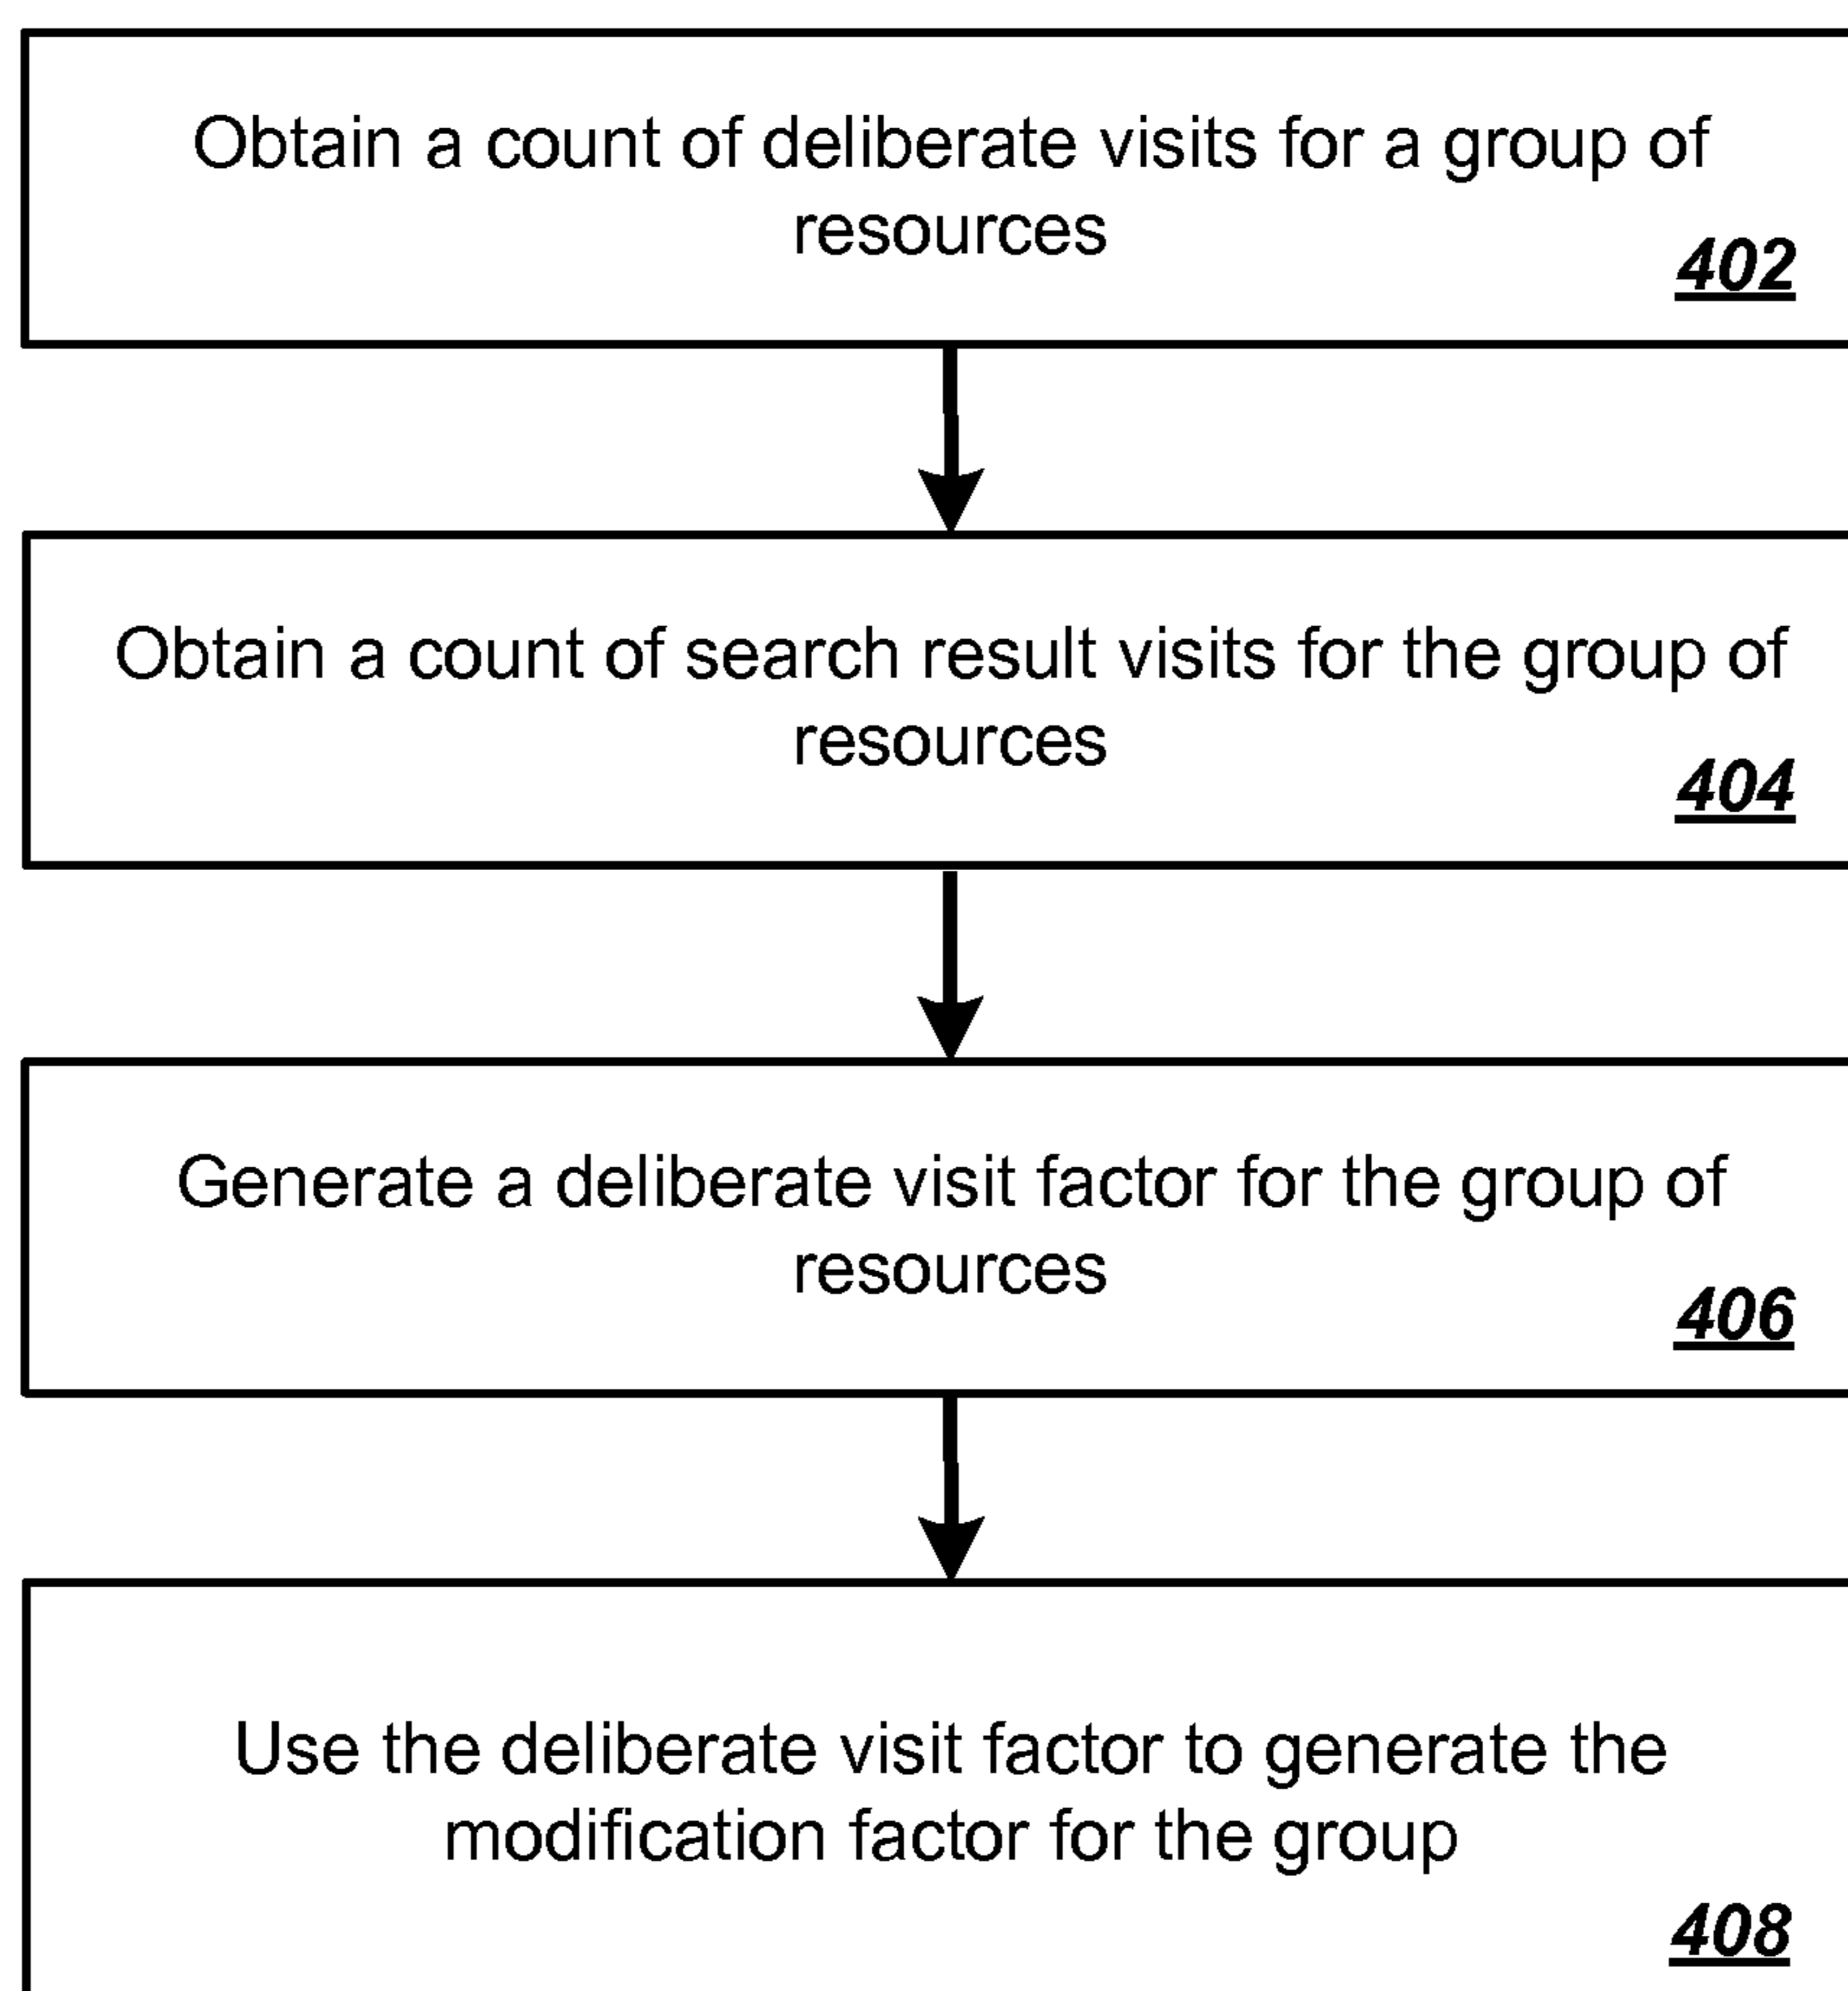 Obtain a count of deliberate visits for a group of
resources
402
Obtain a count of search result visits for the group of
resources
404
Generate a deliberate visit factor for the group of
resources
406
Use the deliberate visit factor to generate the
modification factor for the group
408